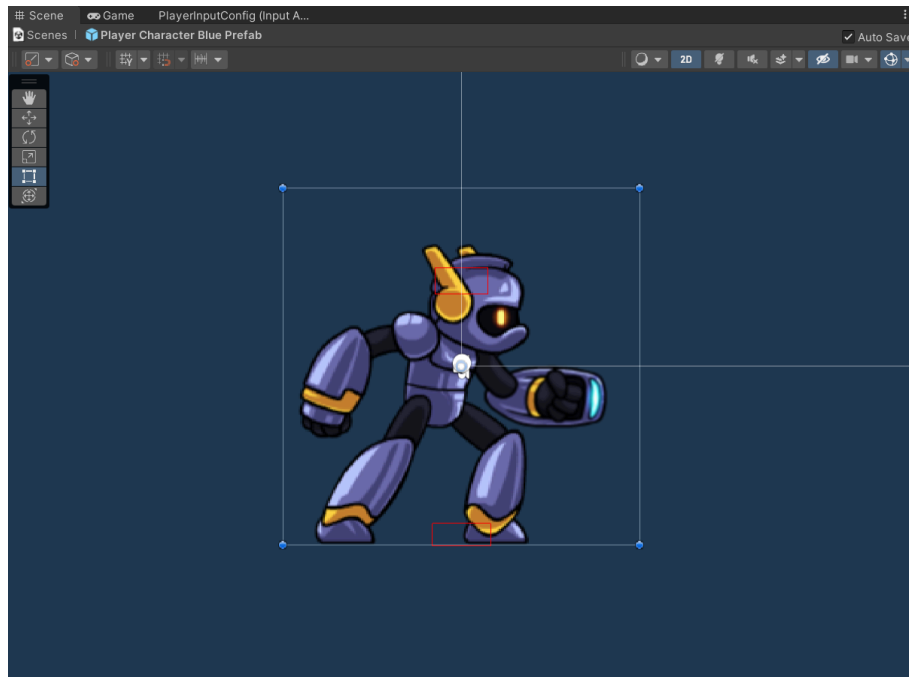 Scene Game PlayerInputConfig (Input A...
Scenes | Player Character Blue Prefab
Auto Save
2D